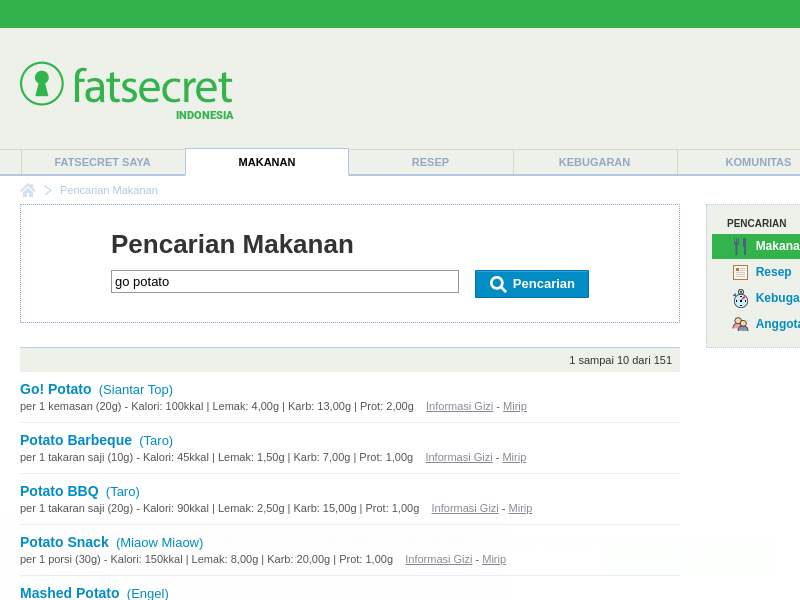 fatsecret
INDONESIA
FATSECRET SAYA MAKANAN RESEP KEBUGARAN KOMUNITAS
Pencarian Makanan
Pencarian Makanan
go potato Pencarian
PENCARIAN
Makana
Resep
Kebuga
Anggota
1 sampai 10 dari 151
Go! Potato (Siantar Top)
per 1 kemasan (20g) - Kalori: 100kkal | Lemak: 4,00g | Karb: 13,00g | Prot: 2,00g Informasi Gizi - Mirip
Potato Barbeque (Taro)
per 1 takaran saji (10g) - Kalori: 45kkal | Lemak: 1,50g | Karb: 7,00g | Prot: 1,00g Informasi Gizi - Mirip
Potato BBQ (Taro)
per 1 takaran saji (20g) - Kalori: 90kkal | Lemak: 2,50g | Karb: 15,00g | Prot: 1,00g Informasi Gizi - Mirip
Potato Snack (Miaow Miaow)
per 1 porsi (30g) - Kalori: 150kkal | Lemak: 8,00g | Karb: 20,00g | Prot: 1,00g Informasi Gizi - Mirip
Mashed Potato (Engel)